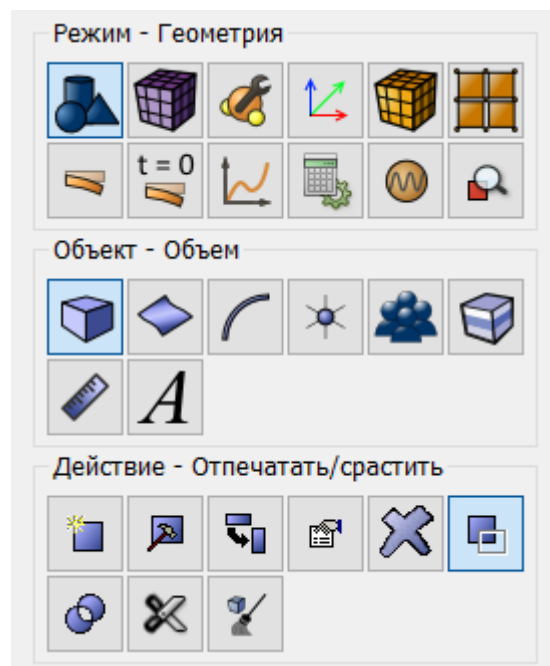 Режим - Геометрия
t = 0
Объект - Объем
A
Действие - Отпечатать/срастить